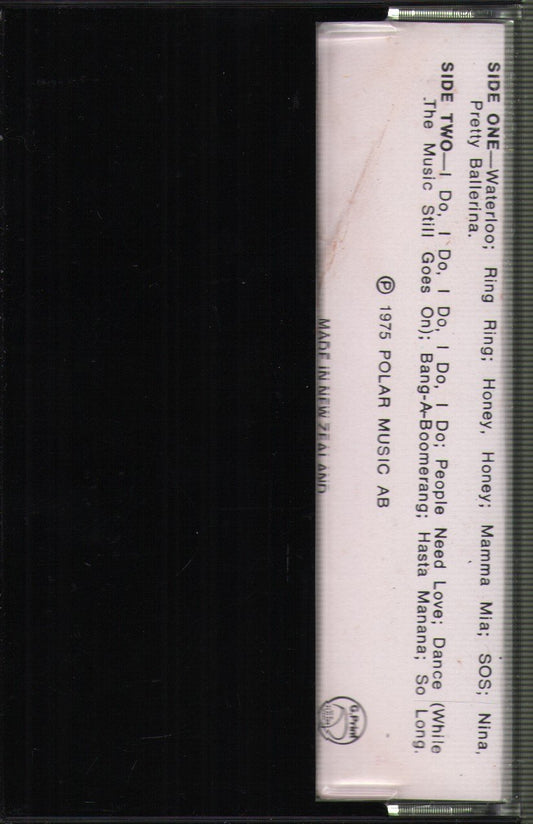 SIDE ONE—Waterloo; Ring Ring; Honey, Honey; Mamma Mia; SOS; Nina,
Pretty Ballerina.
SIDE TWO—I Do, I Do, I Do, I Do, I Do; People Need Love; Dance (While
.The Music Still Goes On); Bang-A-Boomerang; Hasta Manana; So Long.
Ⓟ 1975 POLAR MUSIC AB
MADE IN NEW ZEALAND
G.Print